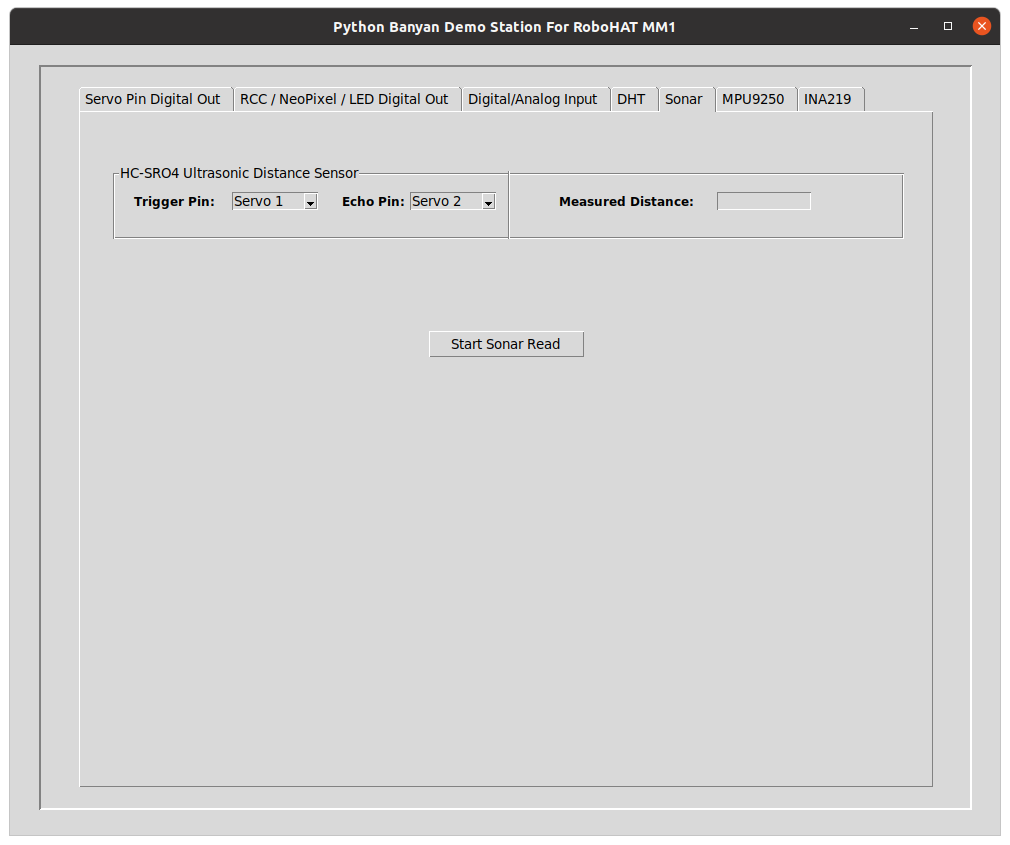 Python Banyan Demo Station For RoboHAT MM1
Servo Pin Digital Out RCC / NeoPixel / LED Digital Out Digital/Analog Input DHT Sonar MPU9250 INA219
HC-SRO4 Ultrasonic Distance Sensor
Trigger Pin: Servo 1 Echo Pin: Servo 2 Measured Distance:
Start Sonar Read